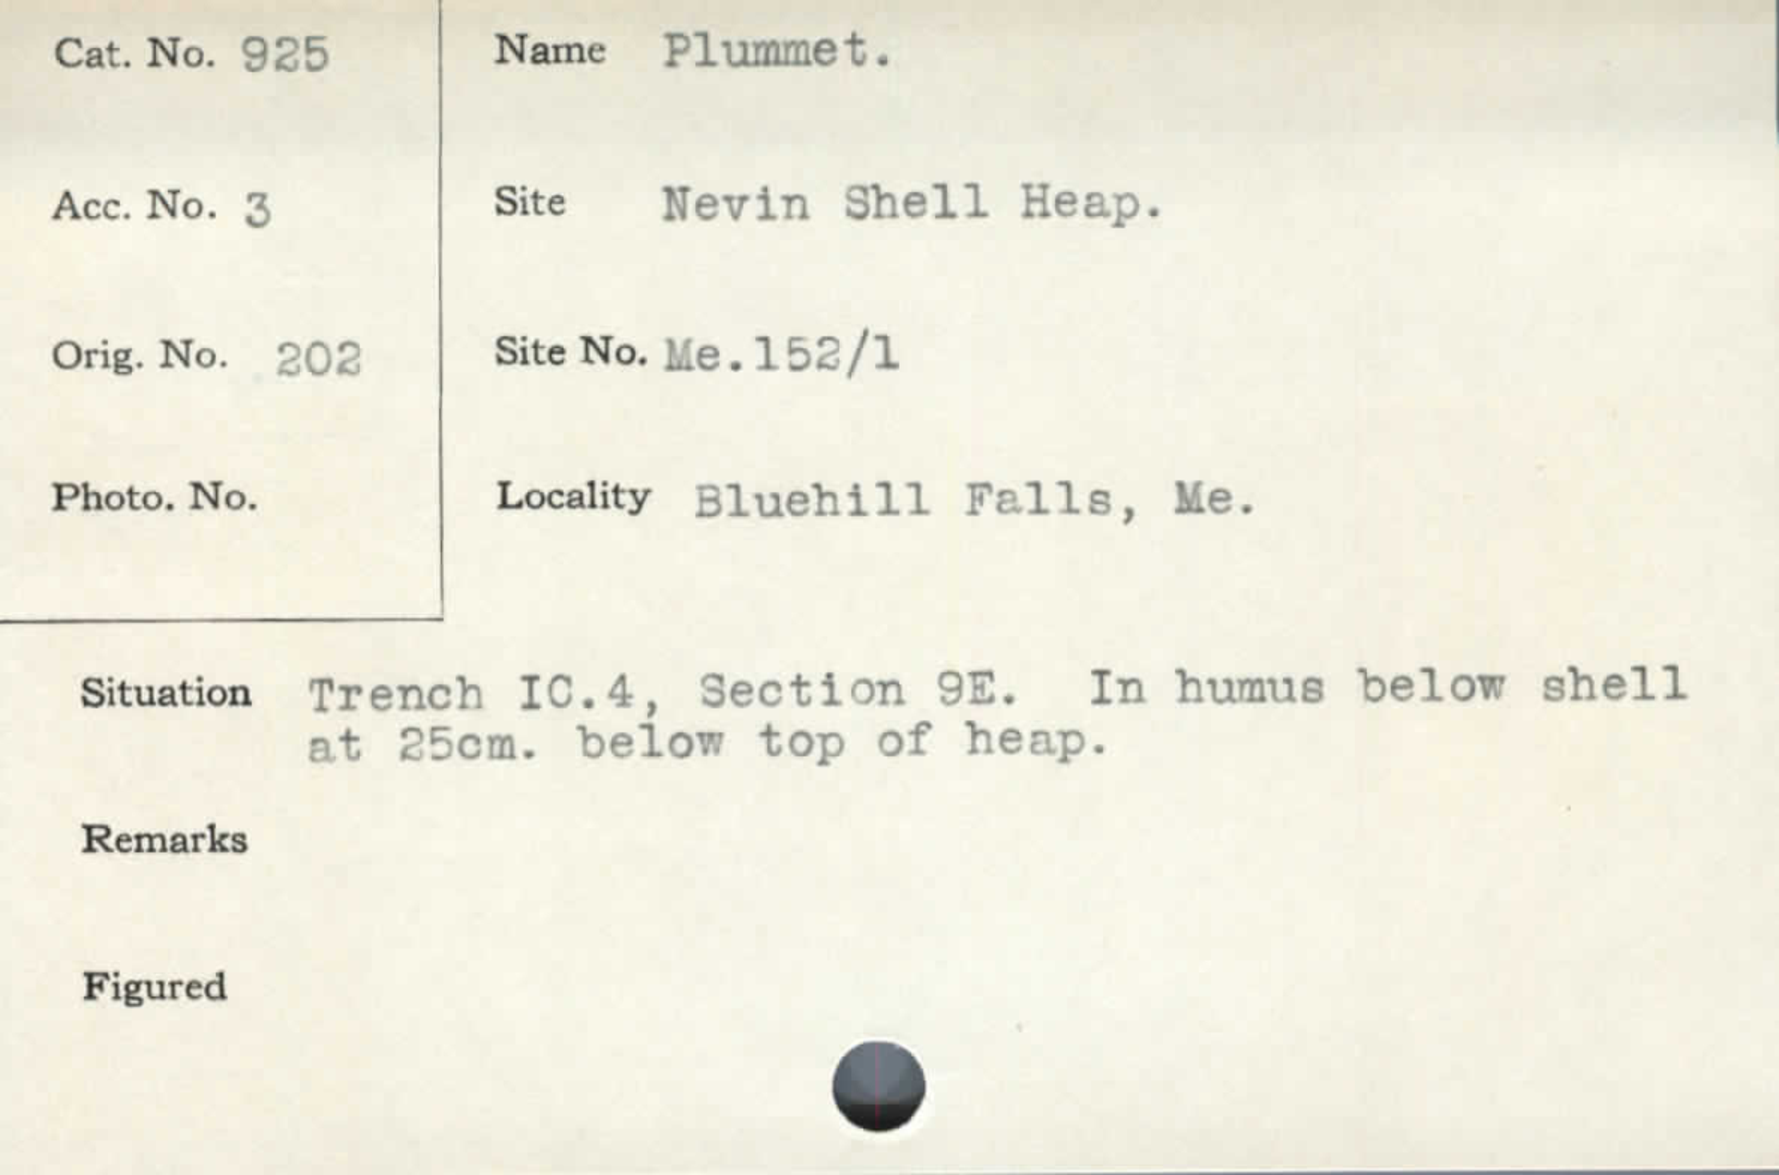 Cat. No. 925
Acc. No. 3
Orig. No. 202
Photo. No.
Name Plummet.
Site Nevin Shell Heap.
Site No. Me.152/1
Locality Bluehill Falls, Me.
Situation Trench IC.4, Section 9E. In humus below shell
at 25cm. below top of heap.
Remarks
Figured